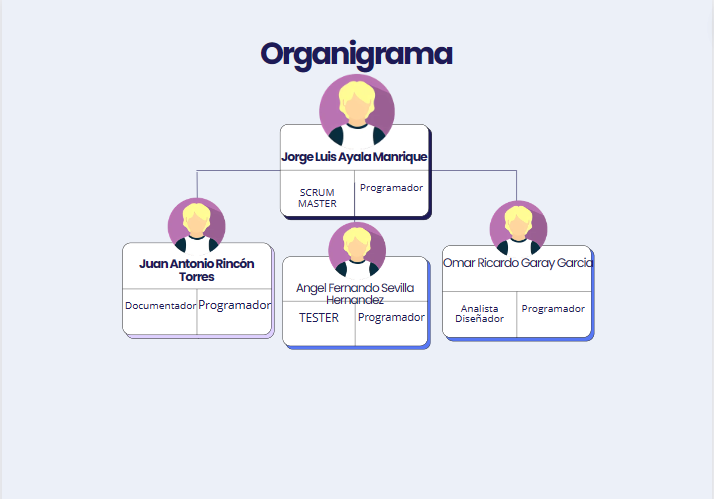 Organigrama
Jorge Luis Ayala Manrique
SCRUM
MASTER
Programador
Juan Antonio Rincón
Torres
Documentador
Programador
Angel Fernando Sevilla
Hernandez
TESTER
Programador
Omar Ricardo Garay Garcia
Analista
Diseñador
Programador